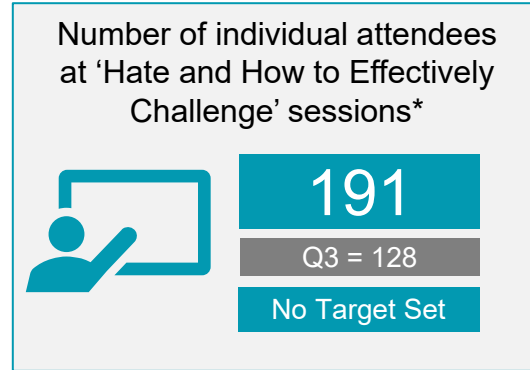 Number of individual attendees
at ‘Hate and How to Effectively
Challenge’ sessions*
191
Q3 = 128
No Target Set